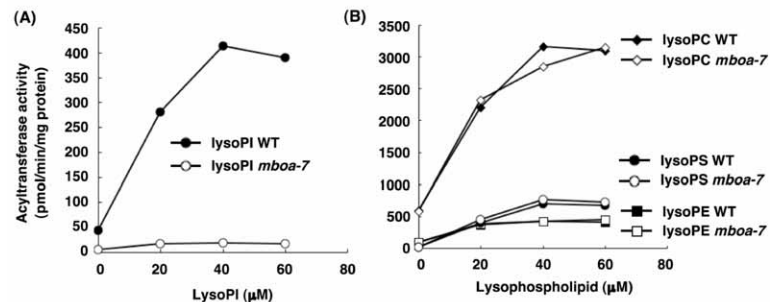 (A)
Acyltransferase activity
(pmol/min/mg protein)
450
400
350
300
250
200
150
100
50
0
lysoPI WT
lysoPI mboa-7
0 20 40 60 80
LysoPI (μM)
(B)
3500
3000
2500
2000
1500
1000
500
0
lysoPC WT
lysoPC mboa-7
lysoPS WT
lysoPS mboa-7
lysoPE WT
lysoPE mboa-7
0 20 40 60 80
Lysophospholipid (μM)